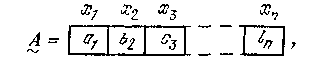 x₁ x₂ x₃ xₙ
A̰ = a₁ b₂ c₃ lₙ ,